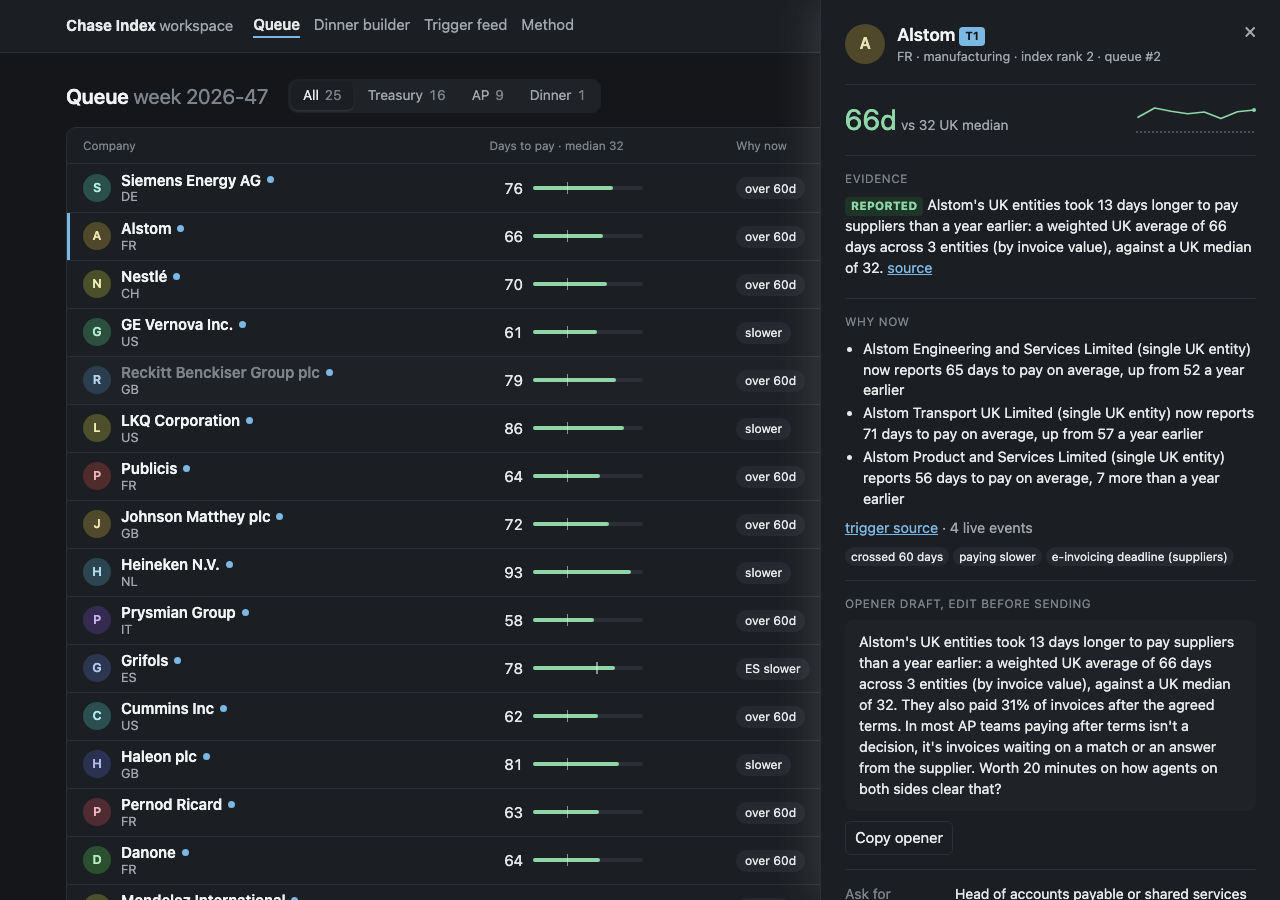 Chase Index workspace Queue Dinner builder Trigger feed Method
Queue week 2026-47 All 25 Treasury 16 AP 9 Dinner 1
Company Days to pay · median 32 Why now
S Siemens Energy AG 76 over 60d
DE
A Alstom 66 over 60d
FR
N Nestlé 70 over 60d
CH
G GE Vernova Inc. 61 slower
US
R Reckitt Benckiser Group plc 79 over 60d
GB
L LKQ Corporation 86 slower
US
P Publicis 64 over 60d
FR
J Johnson Matthey plc 72 over 60d
GB
H Heineken N.V. 93 slower
NL
P Prysmian Group 58 over 60d
IT
G Grifols 78 ES slower
ES
C Cummins Inc 62 over 60d
US
H Haleon plc 81 slower
GB
P Pernod Ricard 63 over 60d
FR
D Danone 64 over 60d
FR
Mondelez International
A Alstom T1 ×
FR · manufacturing · index rank 2 · queue #2
66d vs 32 UK median
EVIDENCE
REPORTED Alstom's UK entities took 13 days longer to pay
suppliers than a year earlier: a weighted UK average of 66
days across 3 entities (by invoice value), against a UK median
of 32. source
WHY NOW
• Alstom Engineering and Services Limited (single UK entity)
now reports 65 days to pay on average, up from 52 a year
earlier
• Alstom Transport UK Limited (single UK entity) now reports
71 days to pay on average, up from 57 a year earlier
• Alstom Product and Services Limited (single UK entity)
reports 56 days to pay on average, 7 more than a year
earlier
trigger source · 4 live events
crossed 60 days paying slower e-invoicing deadline (suppliers)
OPENER DRAFT, EDIT BEFORE SENDING
Alstom's UK entities took 13 days longer to pay suppliers
than a year earlier: a weighted UK average of 66 days
across 3 entities (by invoice value), against a UK median
of 32. They also paid 31% of invoices after the agreed
terms. In most AP teams paying after terms isn't a
decision, it's invoices waiting on a match or an answer
from the supplier. Worth 20 minutes on how agents on
both sides clear that?
Copy opener
Ask for Head of accounts payable or shared services